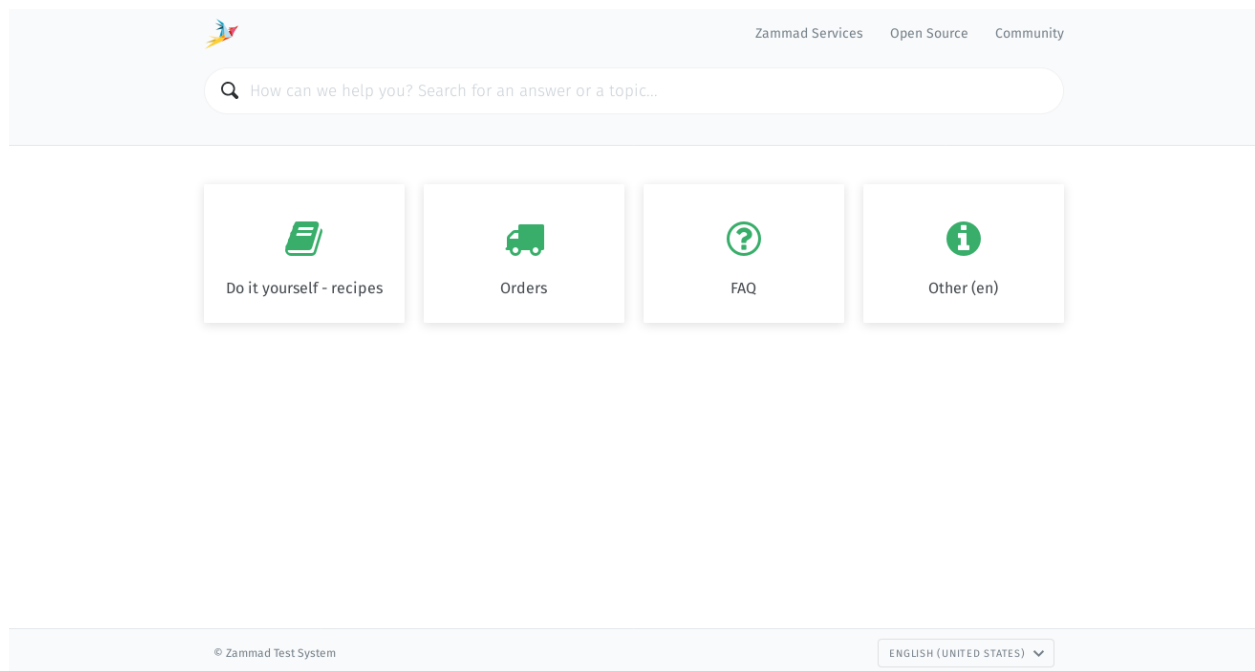 Zammad Services Open Source Community
How can we help you? Search for an answer or a topic...
Do it yourself - recipes
Orders
FAQ
Other (en)
© Zammad Test System
ENGLISH (UNITED STATES)